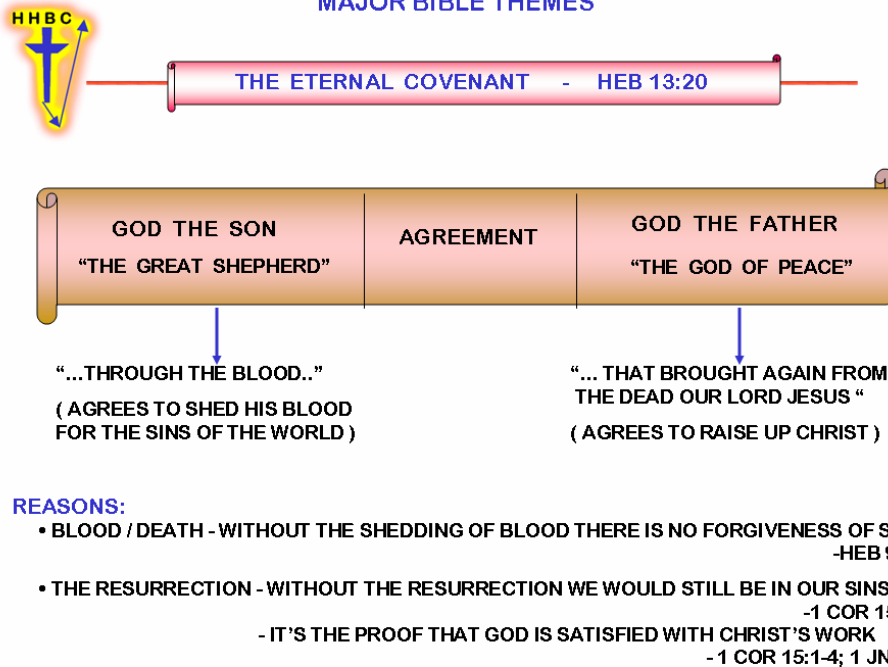 MAJOR BIBLE THEMES
HHBC
THE ETERNAL COVENANT - HEB 13:20
GOD THE SON
“THE GREAT SHEPHERD”
AGREEMENT
GOD THE FATHER
“THE GOD OF PEACE”
“...THROUGH THE BLOOD..”
( AGREES TO SHED HIS BLOOD
FOR THE SINS OF THE WORLD )
“... THAT BROUGHT AGAIN FROM
THE DEAD OUR LORD JESUS “
( AGREES TO RAISE UP CHRIST )
REASONS:
• BLOOD / DEATH - WITHOUT THE SHEDDING OF BLOOD THERE IS NO FORGIVENESS OF
-HEB
• THE RESURRECTION - WITHOUT THE RESURRECTION WE WOULD STILL BE IN OUR SINS
-1 COR
- IT’S THE PROOF THAT GOD IS SATISFIED WITH CHRIST’S WORK
- 1 COR 15:1-4; 1 JN